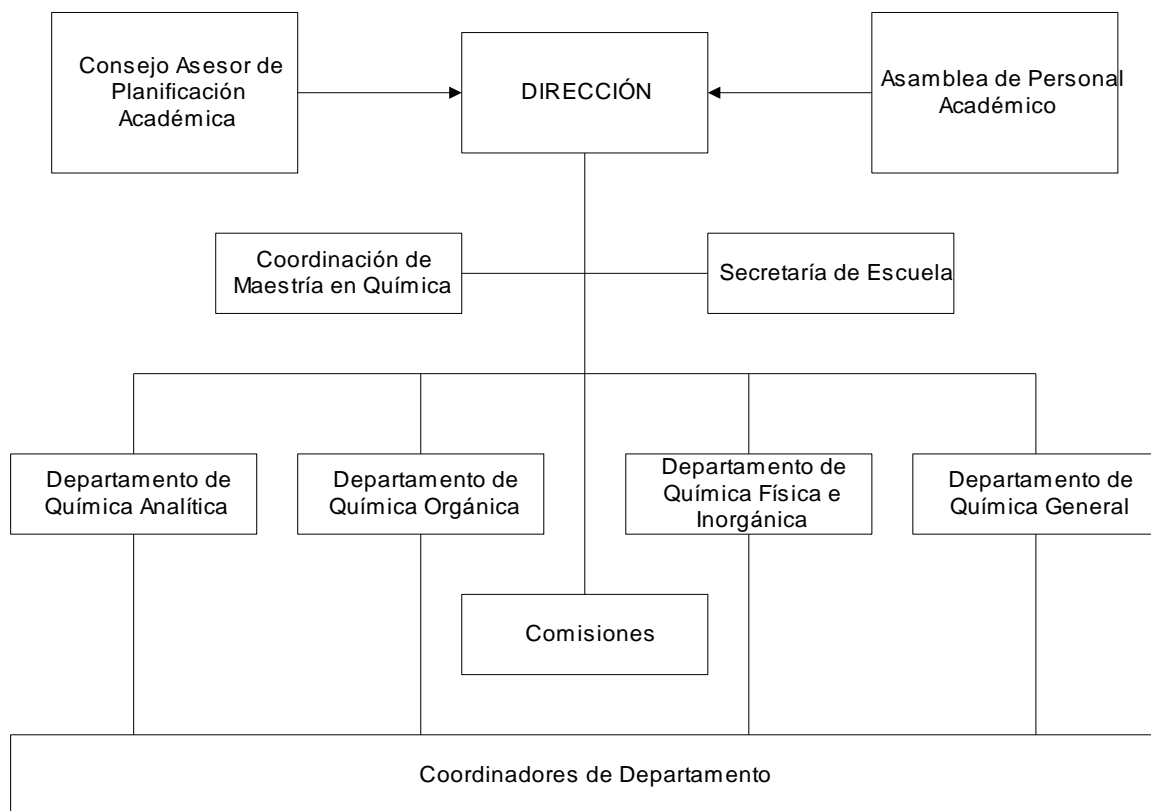 Consejo Asesor de
Planificación
Académica
DIRECCIÓN
Asamblea de Personal
Académico
Coordinación de
Maestría en Química
Secretaría de Escuela
Departamento de
Química Analítica
Departamento de
Química Orgánica
Departamento de
Química Física e
Inorgánica
Departamento de
Química General
Comisiones
Coordinadores de Departamento